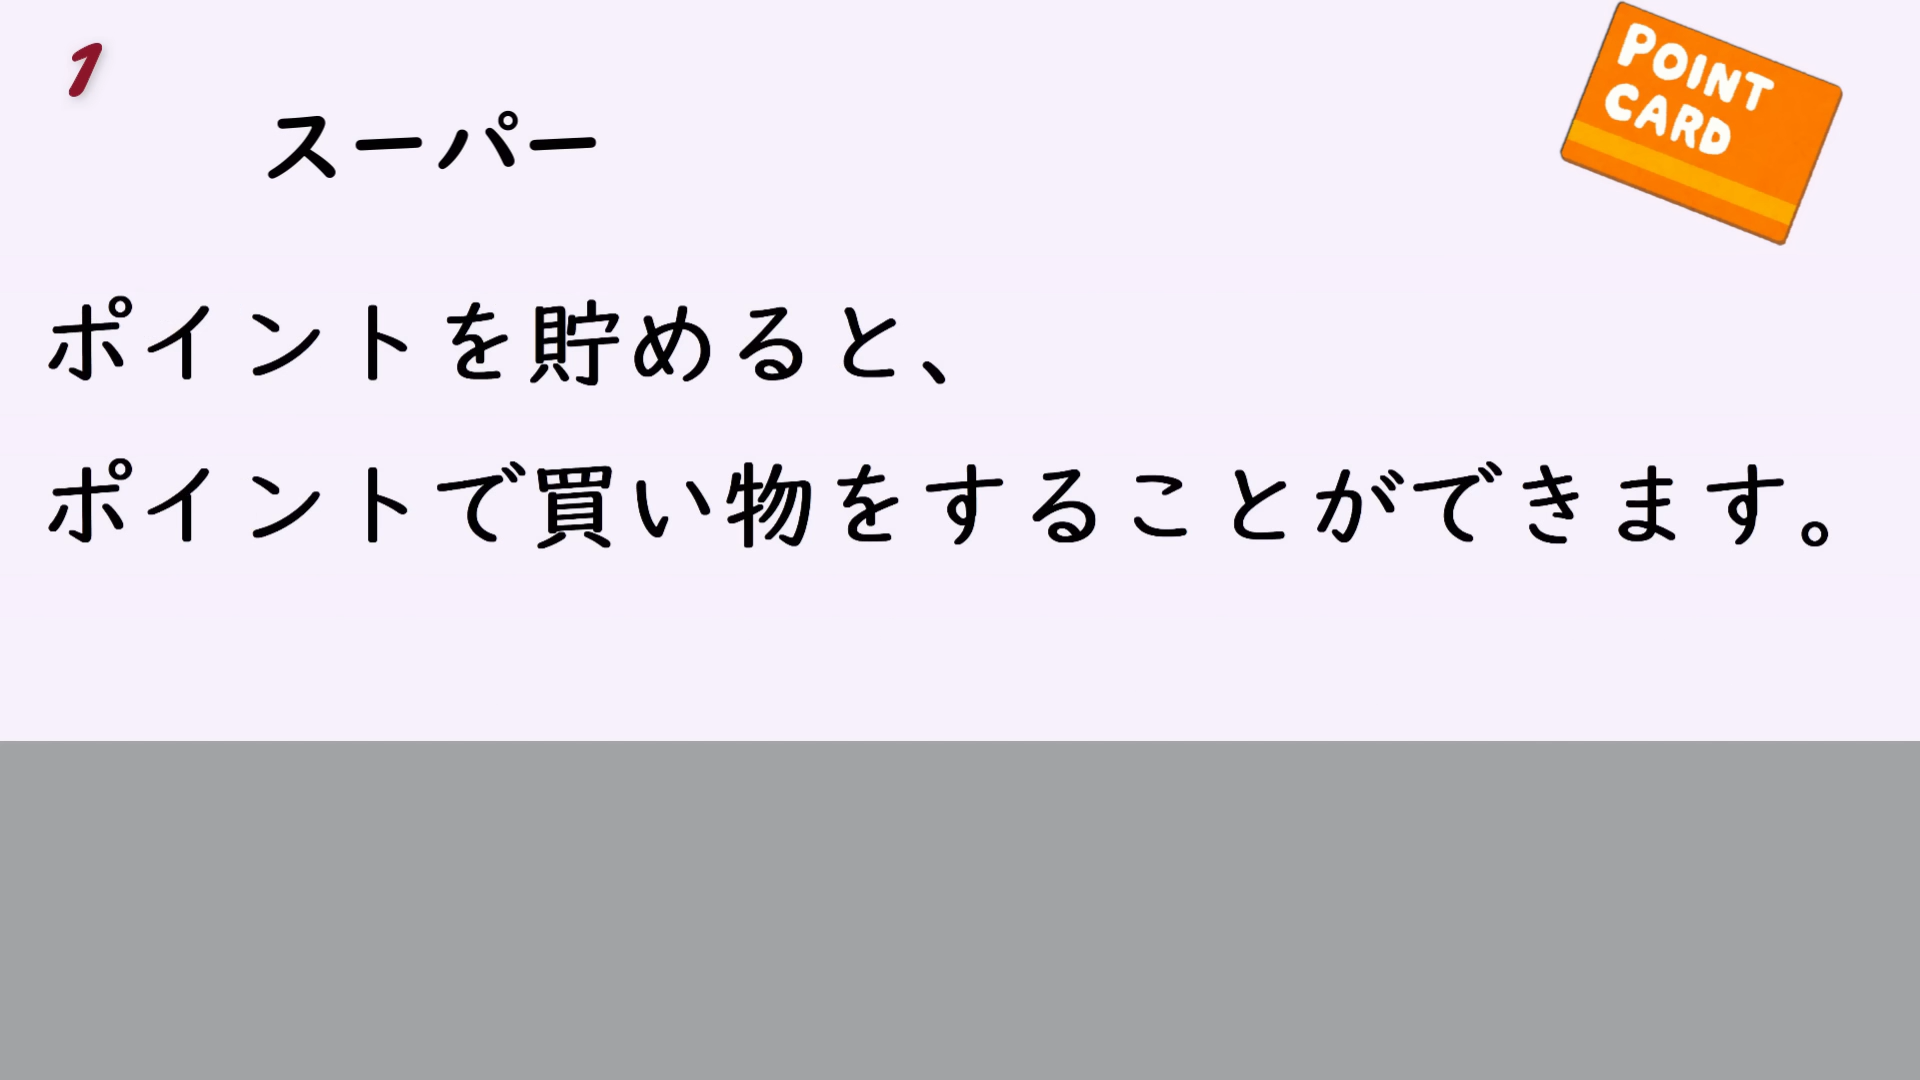 1
スーパー
POINT
CARD
ポイントを貯めると、
ポイントで買い物をすることができます。